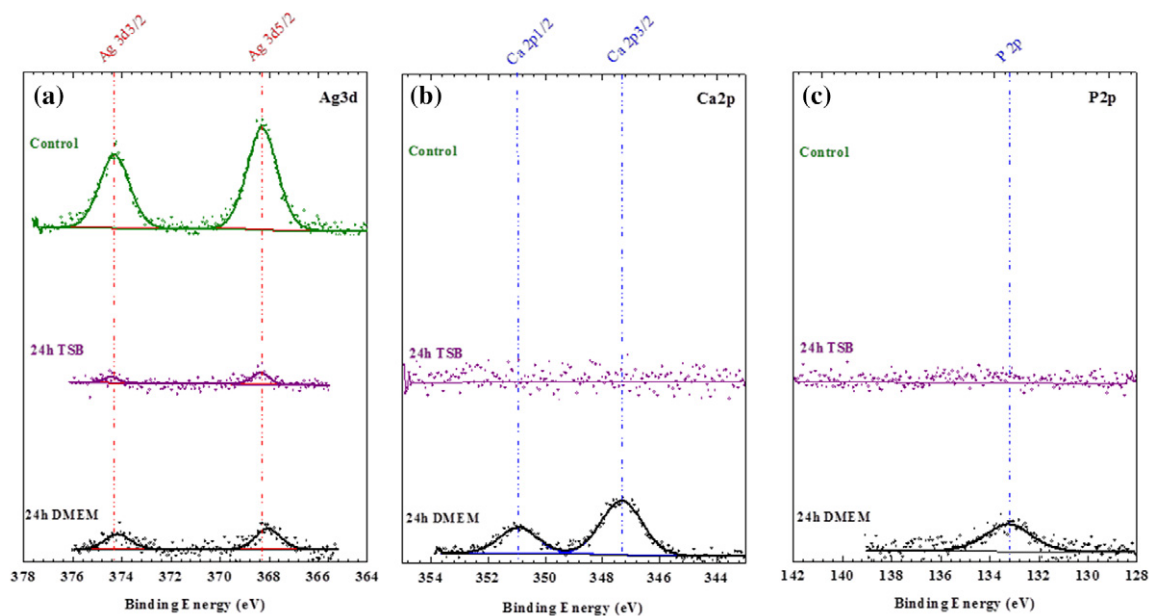 Ag 3d3/2
Ag 3d5/2
Ca 2p1/2
Ca 2p3/2
P 2p
(a)
Ag3d
(b)
Ca2p
(c)
P2p
Control
Control
Control
24h TSB
24h TSB
24h TSB
24h DMEM
24h DMEM
24h DMEM
378 376 374 372 370 368 366 364
354 352 350 348 346 344
142 140 138 136 134 132 130 128
Binding Energy (eV)
Binding Energy (eV)
Binding Energy (eV)